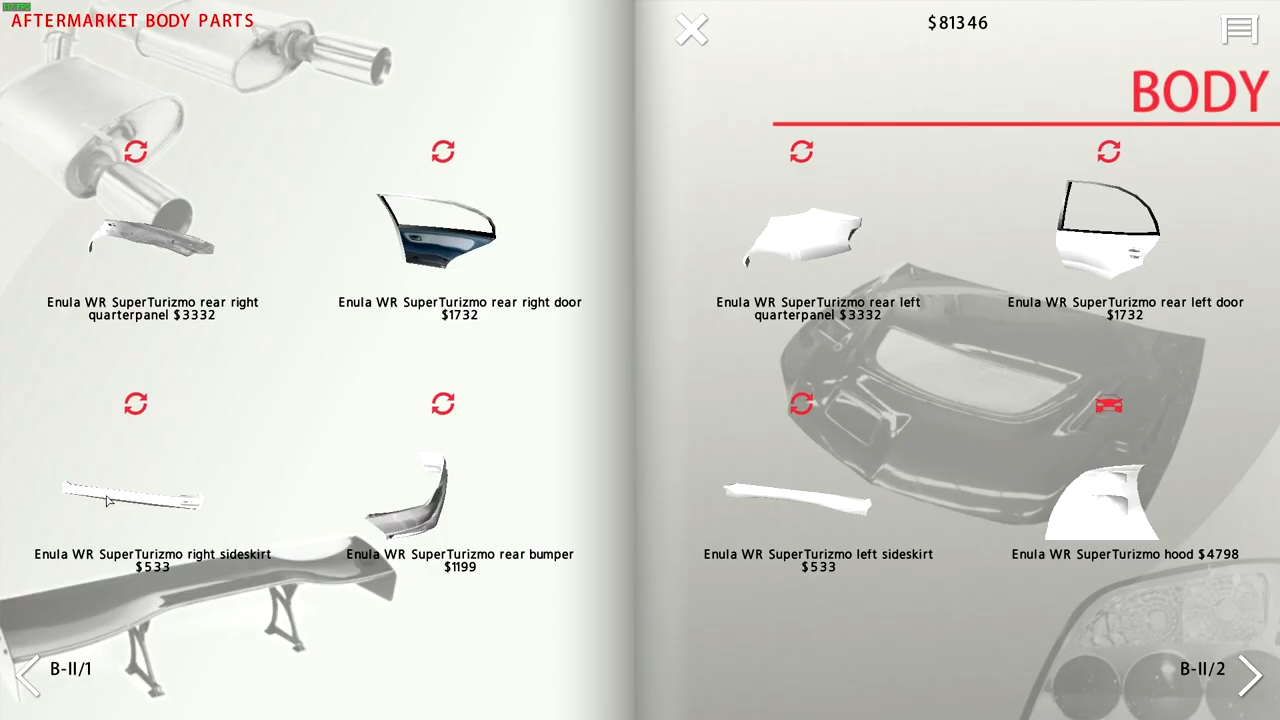 AFTERMARKET BODY PARTS
$81346
BODY
Enula WR SuperTurizmo rear right
quarterpanel $3332
Enula WR SuperTurizmo rear right door
$1732
Enula WR SuperTurizmo rear left
quarterpanel $3332
Enula WR SuperTurizmo rear left door
$1732
Enula WR SuperTurizmo right sideskirt
$533
Enula WR SuperTurizmo rear bumper
$1199
Enula WR SuperTurizmo left sideskirt
$533
Enula WR SuperTurizmo hood $4798
B-II/1
B-II/2